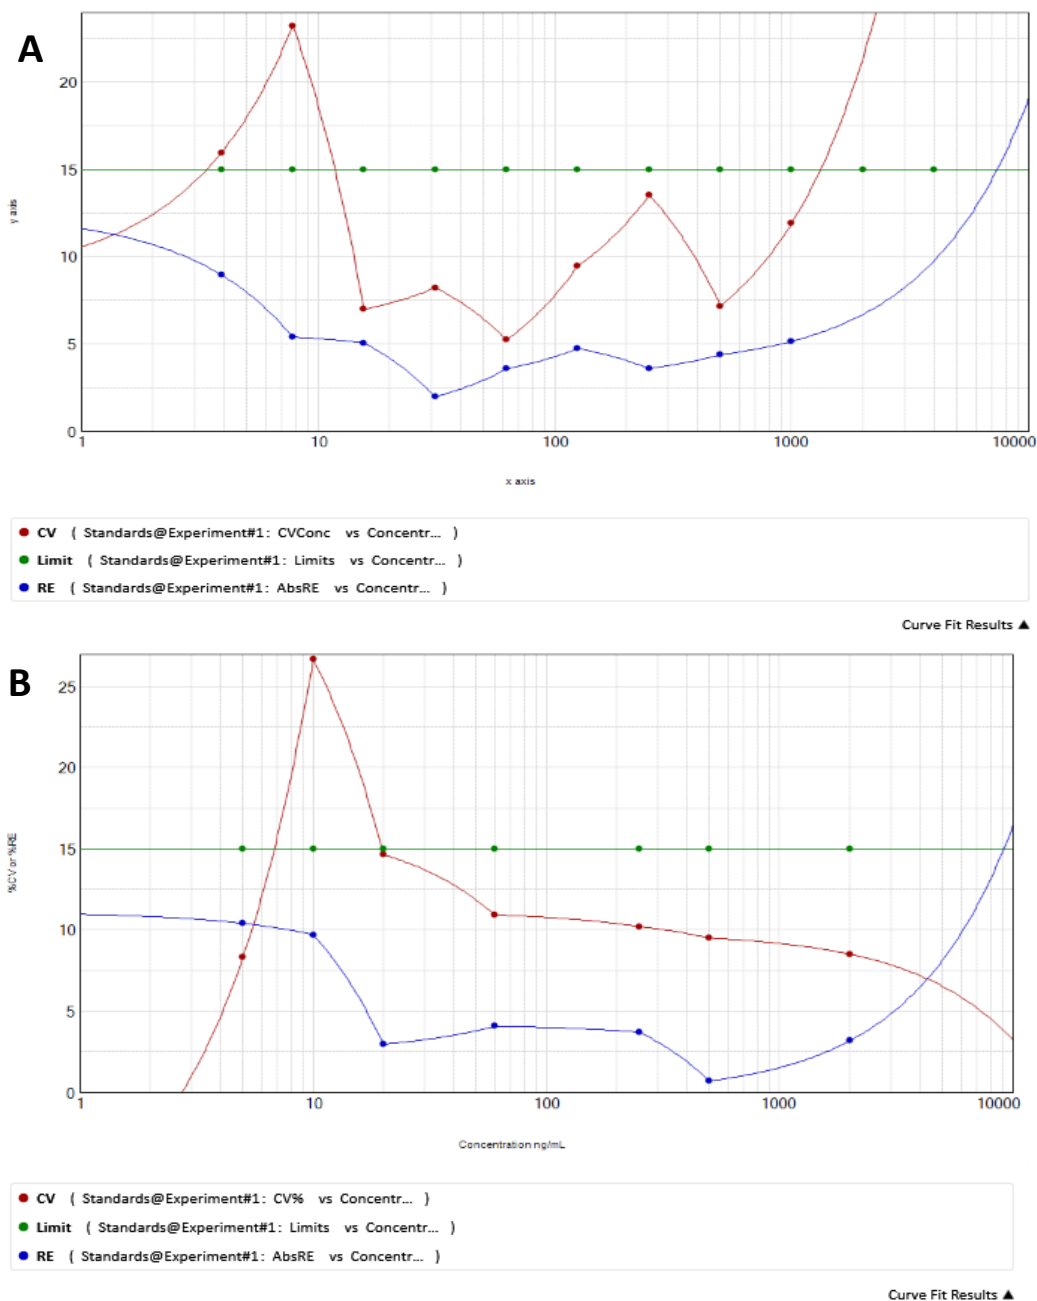 A
20
15
10
5
0
y axis
1 10 100 1000 10000
x axis
CV ( Standards@Experiment#1: CVConc vs Concentr... )
Limit ( Standards@Experiment#1: Limits vs Concentr... )
RE ( Standards@Experiment#1: AbsRE vs Concentr... )
Curve Fit Results ▲
B
25
20
15
10
5
0
%CV or %RE
1 10 100 1000 10000
Concentration ng/mL
CV ( Standards@Experiment#1: CV% vs Concentr... )
Limit ( Standards@Experiment#1: Limits vs Concentr... )
RE ( Standards@Experiment#1: AbsRE vs Concentr... )
Curve Fit Results ▲